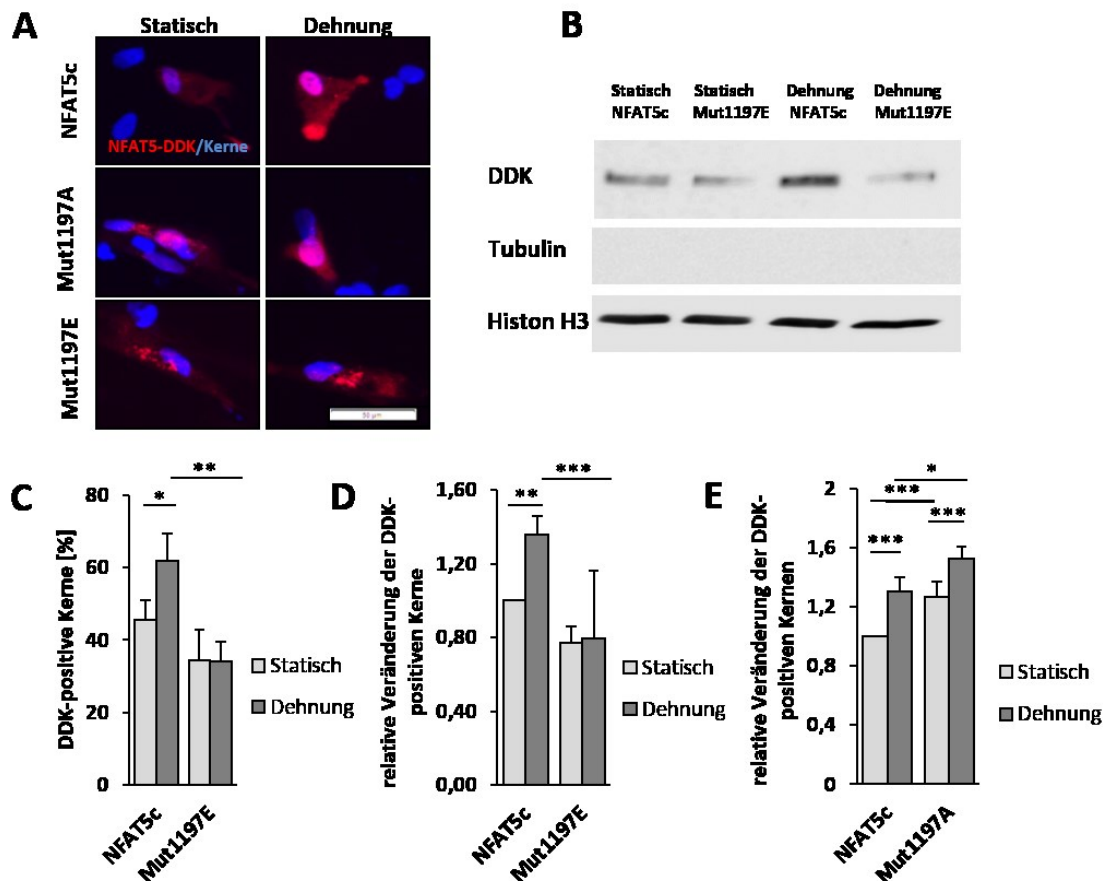 A
Statisch
Dehnung
NFAT5c
NFAT5-DDK/Kerne
Mut1197A
Mut1197E
50 µm
B
Statisch Statisch Dehnung Dehnung
NFAT5c Mut1197E NFAT5c Mut1197E
DDK
Tubulin
Histon H3
C
DDK-positive Kerne [%]
80
60
40
20
0
*
**
NFAT5c
Mut1197E
Statisch
Dehnung
D
relative Veränderung der DDK-
positiven Kerne
1,60
1,20
0,80
0,40
0,00
**
***
NFAT5c
Mut1197E
Statisch
Dehnung
E
relative Veränderung der DDK-
positiven Kernen
2
1,6
1,2
0,8
0,4
0
*
***
***
***
NFAT5c
Mut1197A
Statisch
Dehnung